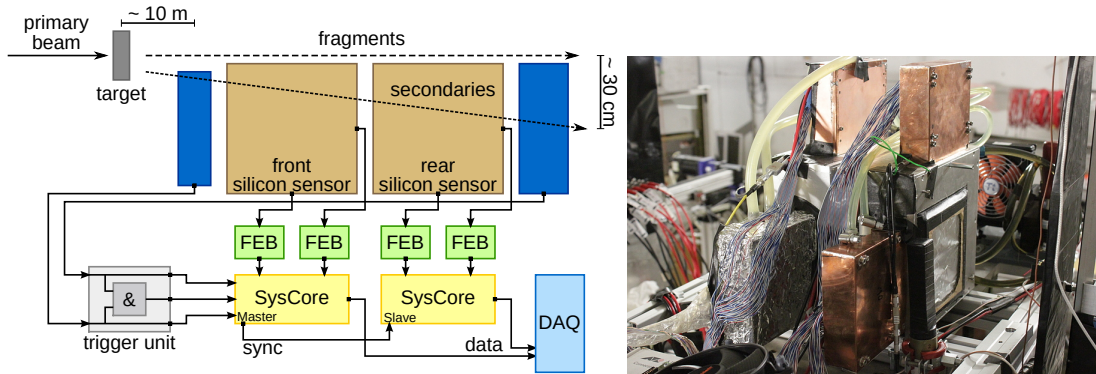 ~ 10 m
primary
beam
fragments
target
secondaries
~ 30 cm
front
silicon sensor
rear
silicon sensor
FEB
FEB
FEB
FEB
&
SysCore
Master
SysCore
Slave
DAQ
trigger unit
sync
data